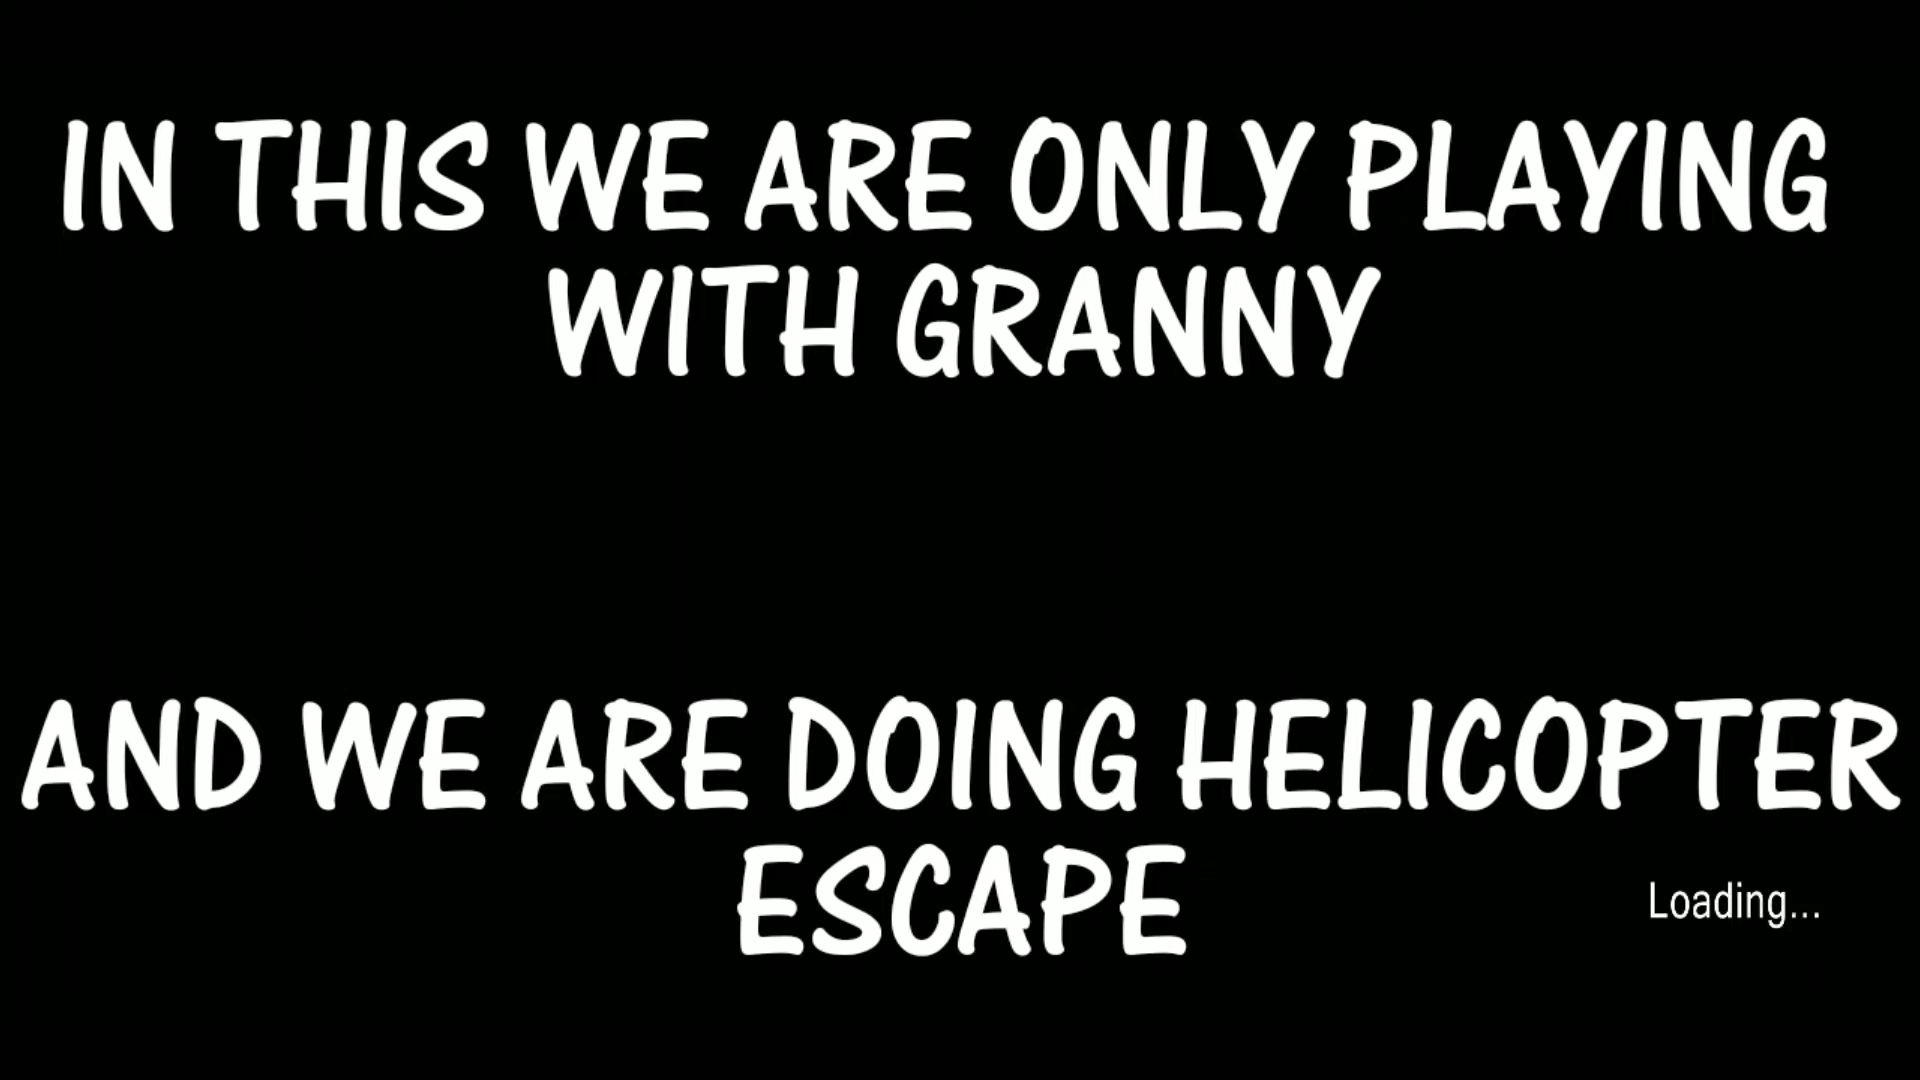 IN THIS WE ARE ONLY PLAYING
WITH GRANNY
AND WE ARE DOING HELICOPTER
ESCAPE
Loading...